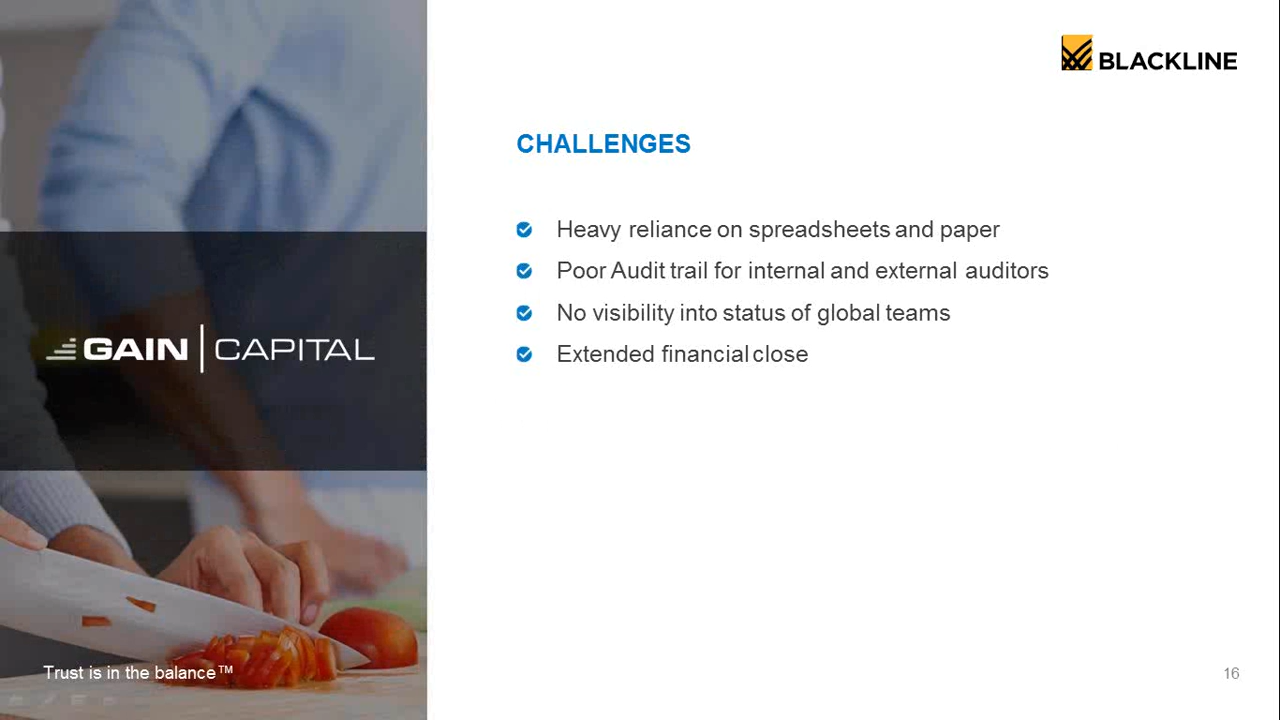 BLACKLINE
CHALLENGES
Heavy reliance on spreadsheets and paper
Poor Audit trail for internal and external auditors
No visibility into status of global teams
Extended financial close
GAIN | CAPITAL
Trust is in the balance™
16